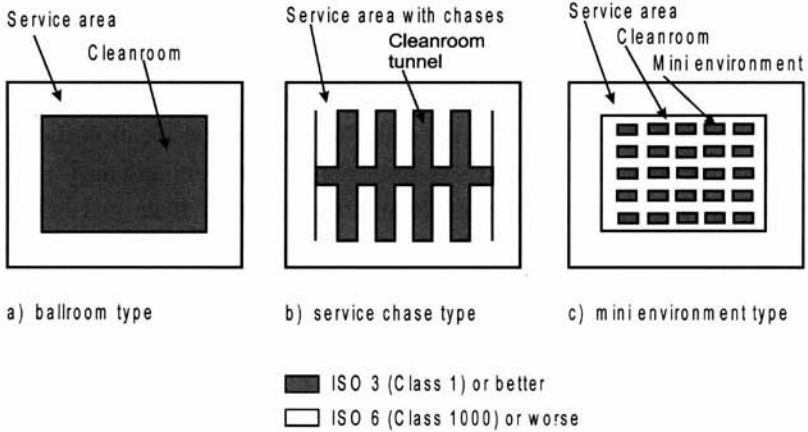 Service area
Cleanroom
Service area with chases
Cleanroom
tunnel
Service area
Cleanroom
Mini environment
a) ballroom type
b) service chase type
c) mini environment type
ISO 3 (Class 1) or better
ISO 6 (Class 1000) or worse